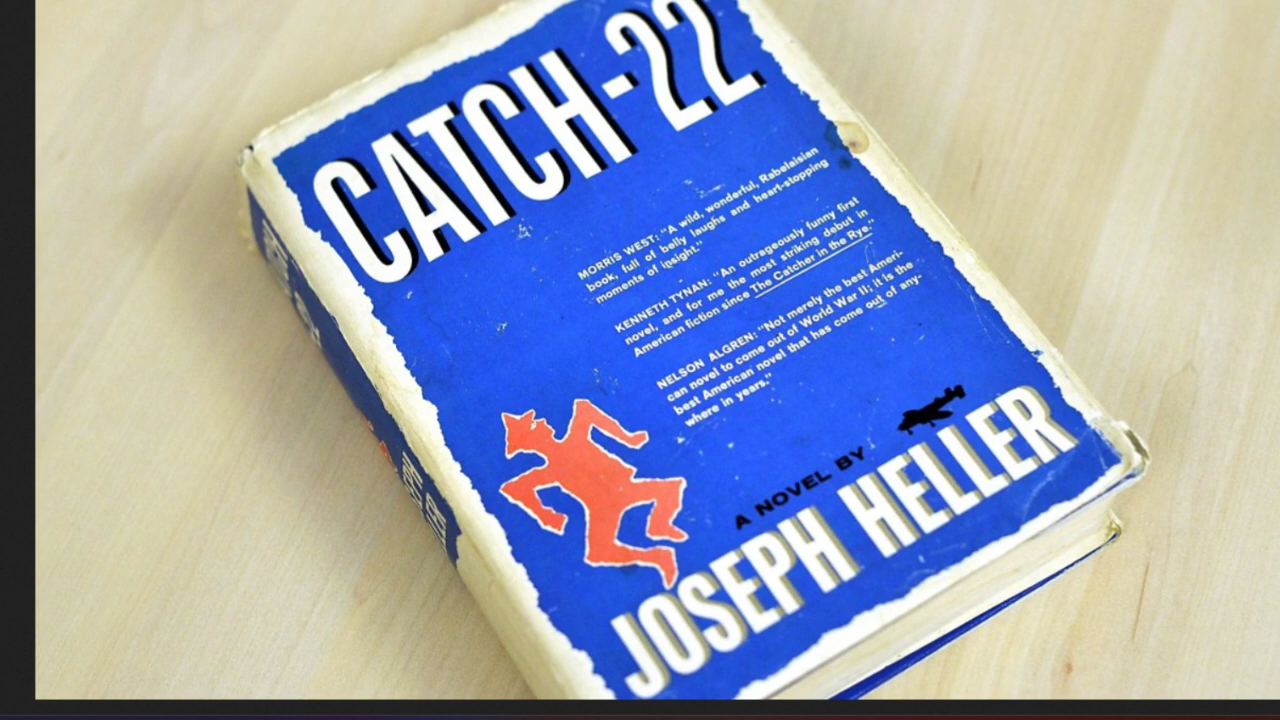 CATCH-22
MORRIS WEST: "A wild, wonderful, Rabelaisian
book, full of belly laughs and heart-stopping
moments of insight."
KENNETH TYNAN: "An outrageously funny first
novel, and for me the most striking debut in
American fiction since The Catcher in the Rye."
NELSON ALGREN: "Not merely the best Ameri-
can novel to come out of World War II; it is the
best American novel that has come out of any-
where in years."
A NOVEL BY
JOSEPH HELLER